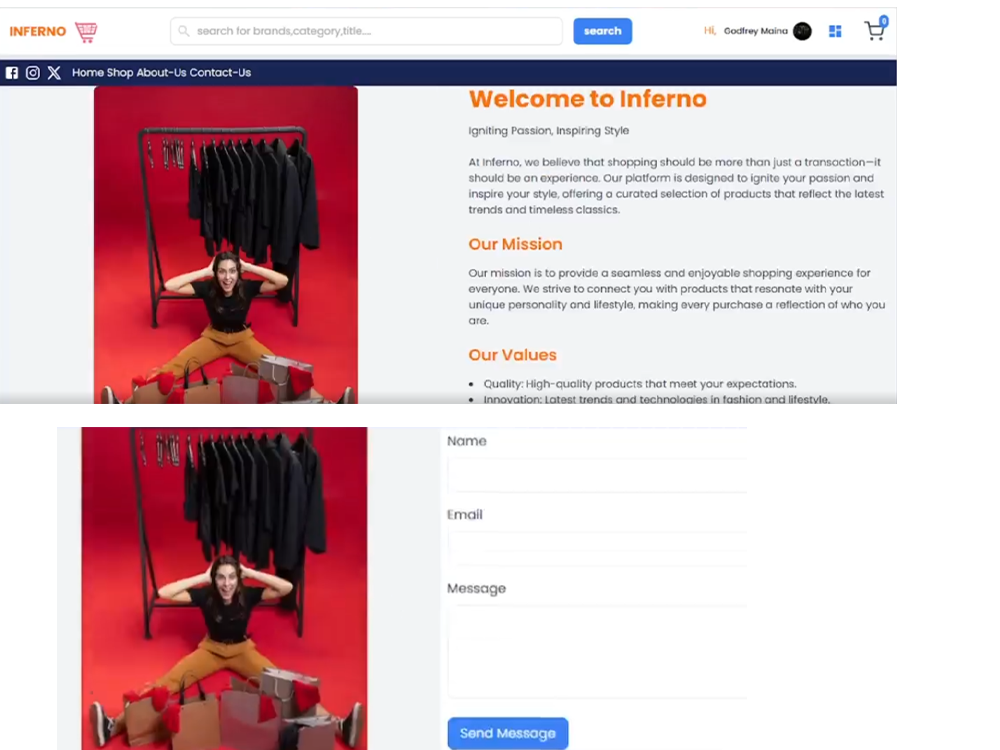 INFERNO
search for brands,category,title....
search
Hi, Godfrey Maina
0
Home Shop About-Us Contact-Us
Welcome to Inferno
Igniting Passion, Inspiring Style
At Inferno, we believe that shopping should be more than just a transaction—it
should be an experience. Our platform is designed to ignite your passion and
inspire your style, offering a curated selection of products that reflect the latest
trends and timeless classics.
Our Mission
Our mission is to provide a seamless and enjoyable shopping experience for
everyone. We strive to connect you with products that resonate with your
unique personality and lifestyle, making every purchase a reflection of who you
are.
Our Values
• Quality: High-quality products that meet your expectations.
• Innovation: Latest trends and technologies in fashion and lifestyle.
Name
Email
Message
Send Message